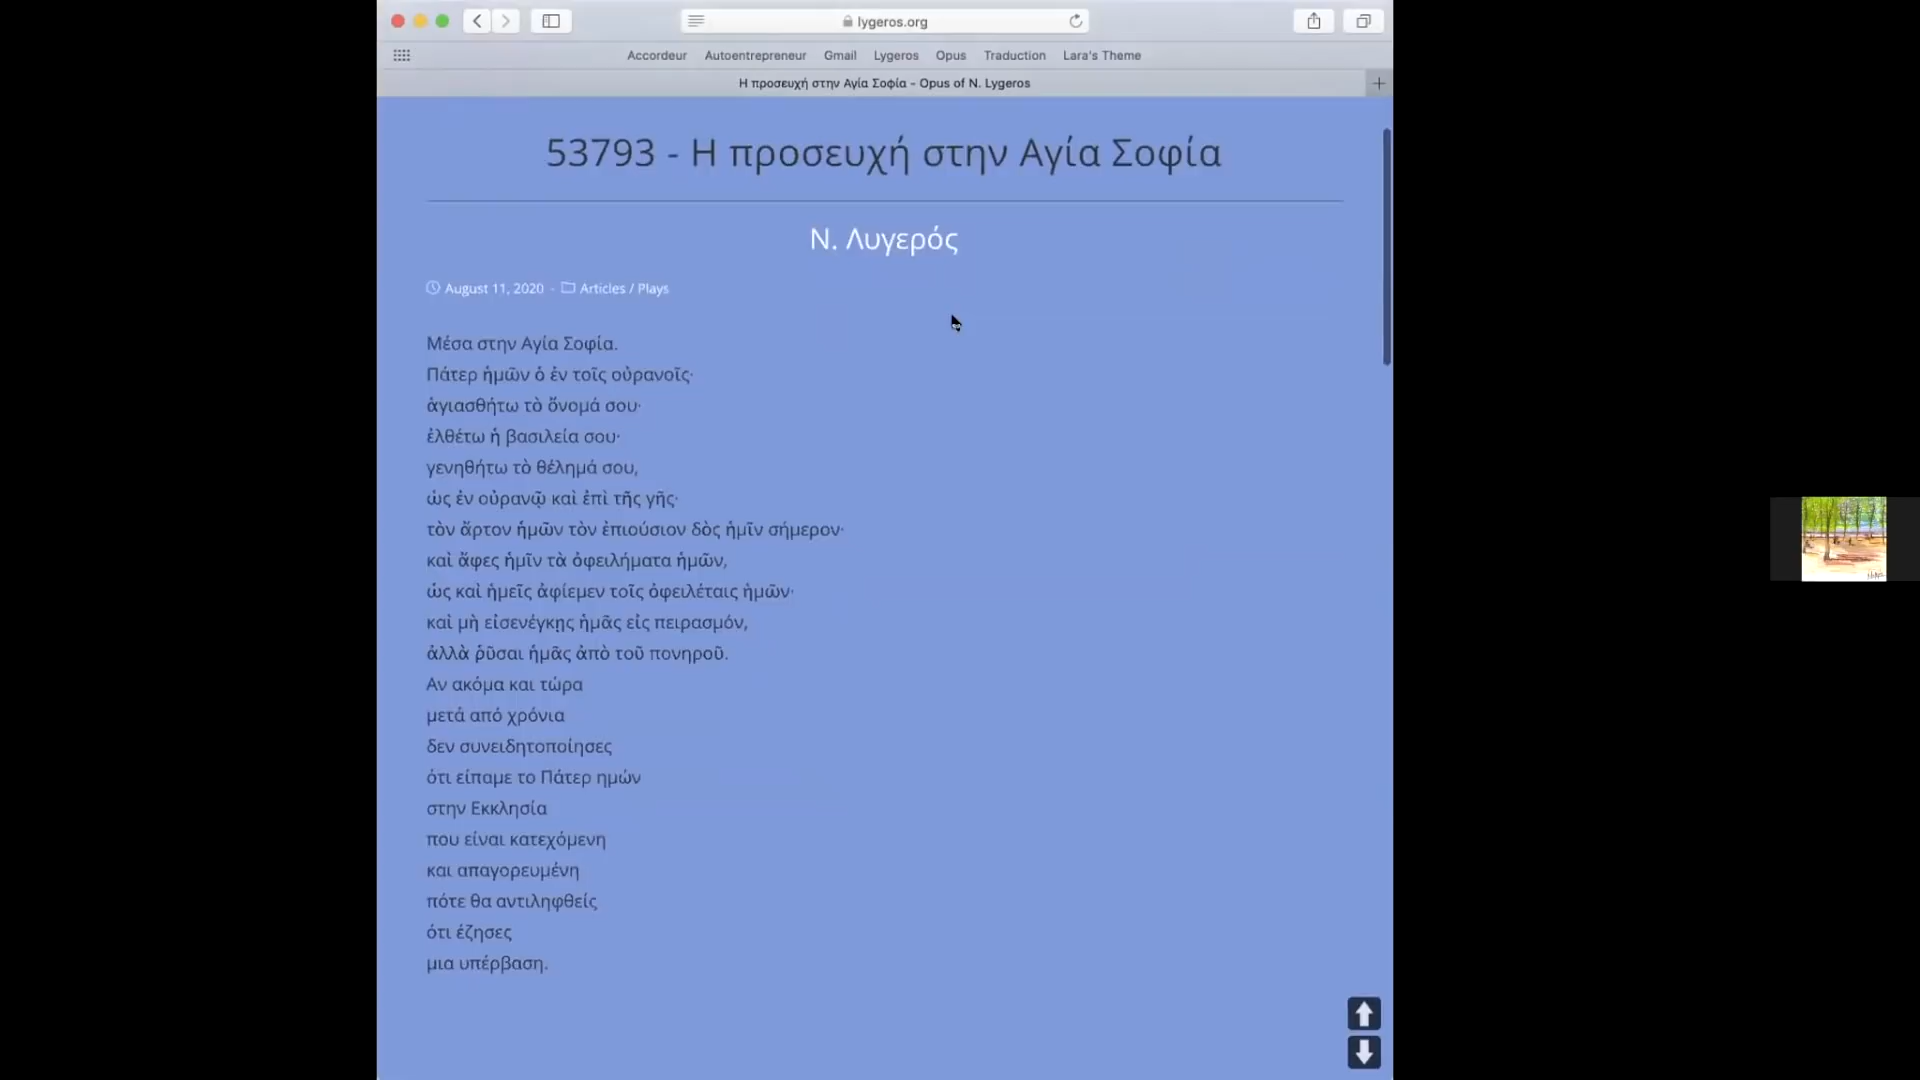 lygeros.org
Accordeur Autoentrepreneur Gmail Lygeros Opus Traduction Lara's Theme
Η προσευχή στην Αγία Σοφία – Opus of N. Lygeros
53793 - Η προσευχή στην Αγία Σοφία
Ν. Λυγερός
August 11, 2020 - Articles / Plays
Μέσα στην Αγία Σοφία.
Πάτερ ἡμῶν ὁ ἐν τοῖς οὐρανοῖς·
ἁγιασθήτω τὸ ὄνομά σου·
ἐλθέτω ἡ βασιλεία σου·
γενηθήτω τὸ θέλημά σου,
ὡς ἐν οὐρανῷ καὶ ἐπὶ τῆς γῆς·
τὸν ἄρτον ἡμῶν τὸν ἐπιούσιον δὸς ἡμῖν σήμερον·
καὶ ἄφες ἡμῖν τὰ ὀφειλήματα ἡμῶν,
ὡς καὶ ἡμεῖς ἀφίεμεν τοῖς ὀφειλέταις ἡμῶν·
καὶ μὴ εἰσενέγκῃς ἡμᾶς εἰς πειρασμόν,
ἀλλὰ ῥῦσαι ἡμᾶς ἀπὸ τοῦ πονηροῦ.
Αν ακόμα και τώρα
μετά από χρόνια
δεν συνειδητοποίησες
ότι είπαμε το Πάτερ ημών
στην Εκκλησία
που είναι κατεχόμενη
και απαγορευμένη
πότε θα αντιληφθείς
ότι έζησες
μια υπέρβαση.